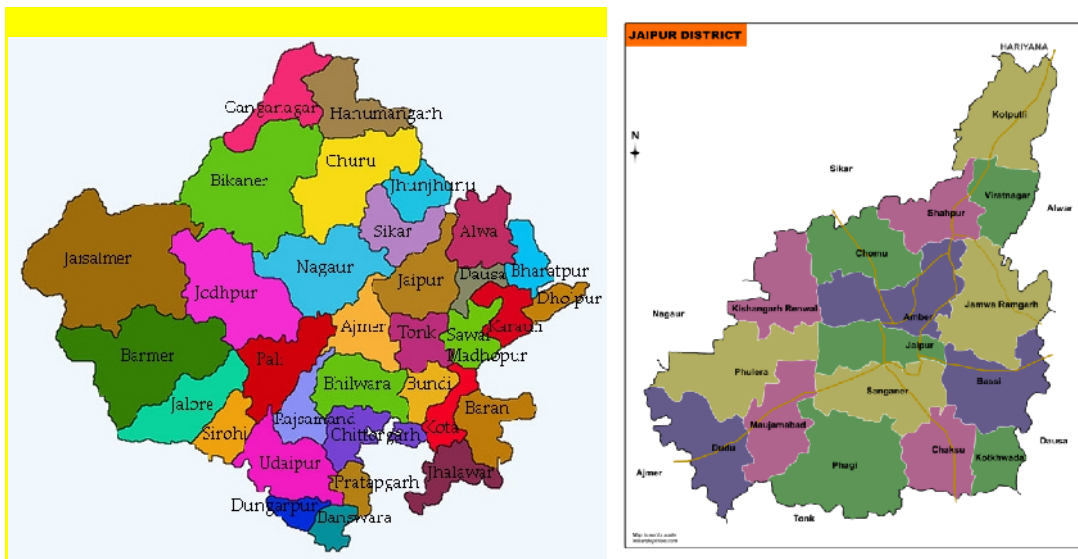 Ganganagar
Hanumangarh
Churu
Bikaner
Jhunjhunu
Sikar
Alwa
Jaisalmer
Nagaur
Jaipur
Dausa
Bharatpur
Jodhpur
Dholpur
Ajmer
Tonk
Sawai
Karauli
Madhopur
Barmer
Pali
Bhilwara
Bundi
Jalore
Rajsamand
Baran
Sirohi
Chittorgarh
Kota
Udaipur
Jhalawar
Pratapgarh
Dungarpur
Banswara
JAIPUR DISTRICT
HARIYANA
Kotputli
N
Sikar
Viratnagar
Alwar
Shahpur
Chomu
Kishangarh Renwal
Jamwa Ramgarh
Nagaur
Amber
Jaipur
Phulera
Bassi
Sanganer
Maujamabad
Dudu
Chaksu
Dausa
Ajmer
Phagi
Kotkhwada
Tonk